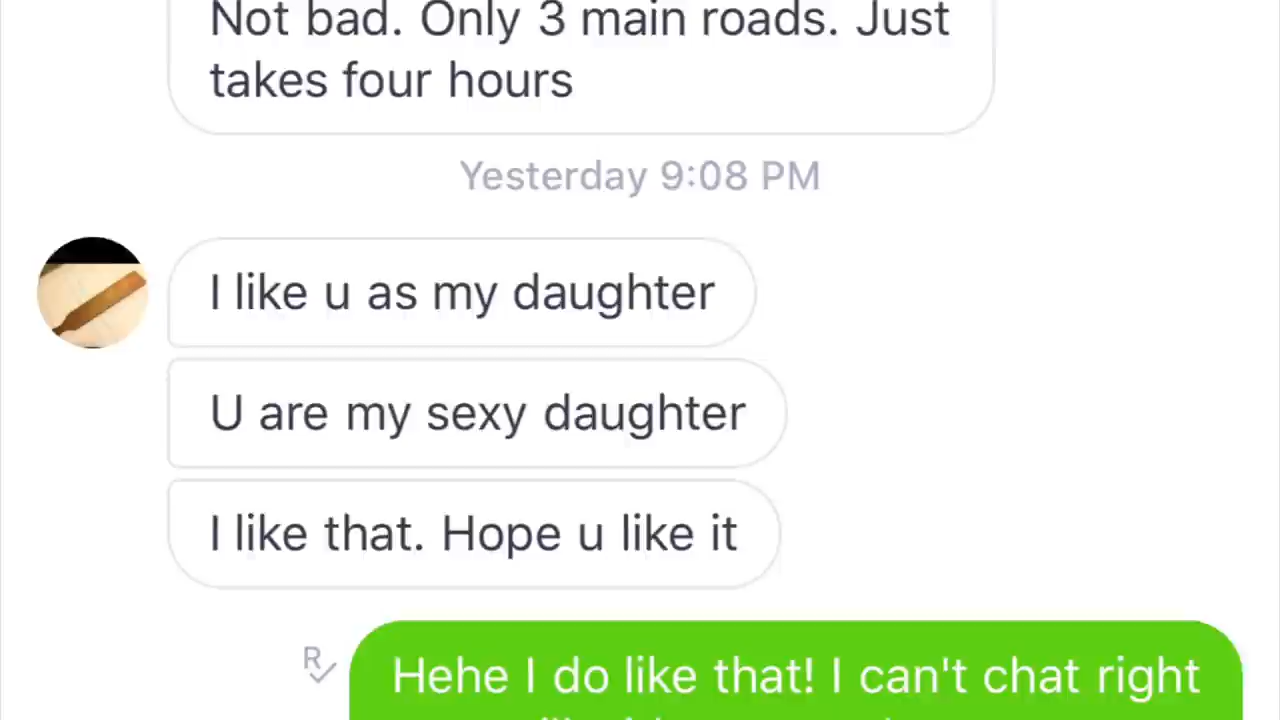 Not bad. Only 3 main roads. Just
takes four hours
Yesterday 9:08 PM
I like u as my daughter
U are my sexy daughter
I like that. Hope u like it
R
Hehe I do like that! I can't chat right